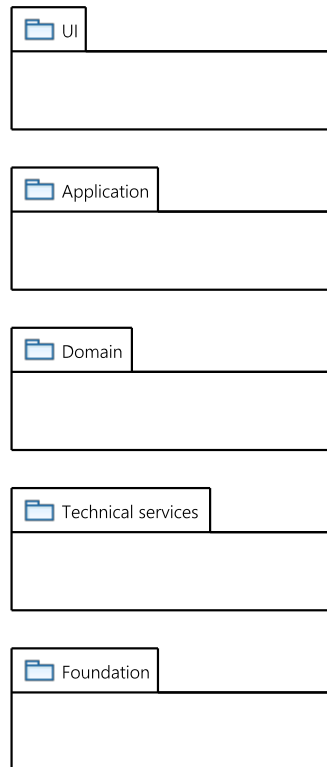 UI
Application
Domain
Technical services
Foundation